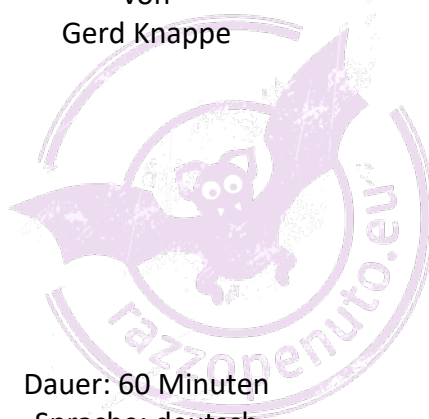 von
Gerd Knappe
razzopenuto.eu
Dauer: 60 Minuten
Sprache: deutsch